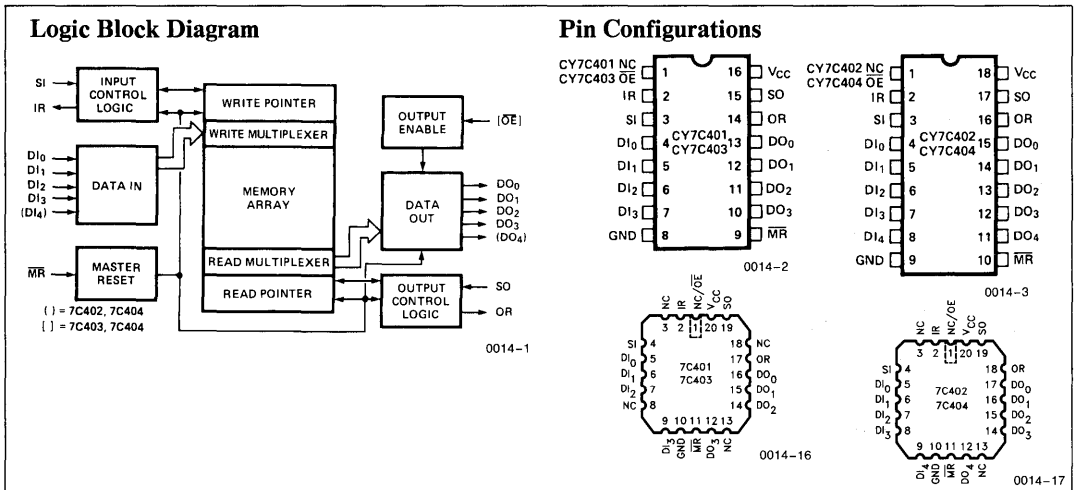 Logic Block Diagram
SI
IR
INPUT
CONTROL
LOGIC
WRITE POINTER
WRITE MULTIPLEXER
MEMORY
ARRAY
READ MULTIPLEXER
READ POINTER
OUTPUT
ENABLE
[O̅E̅]
DI₀
DI₁
DI₂
DI₃
(DI₄)
DATA IN
DATA
OUT
DO₀
DO₁
DO₂
DO₃
(DO₄)
M̅R̅
MASTER
RESET
OUTPUT
CONTROL
LOGIC
SO
OR
( ) = 7C402, 7C404
[ ] = 7C403, 7C404
0014-1
Pin Configurations
CY7C401 NC
CY7C403 O̅E̅ 1 16 VCC
IR 2 15 SO
SI 3 14 OR
CY7C401
CY7C403
DI₀ 4 13 DO₀
DI₁ 5 12 DO₁
DI₂ 6 11 DO₂
DI₃ 7 10 DO₃
GND 8 9 M̅R̅
0014-2
CY7C402 NC
CY7C404 O̅E̅ 1 18 VCC
IR 2 17 SO
SI 3 16 OR
CY7C402
CY7C404
DI₀ 4 15 DO₀
DI₁ 5 14 DO₁
DI₂ 6 13 DO₂
DI₃ 7 12 DO₃
DI₄ 8 11 DO₄
GND 9 10 M̅R̅
0014-3
NC IR NC/O̅E̅ VCC SO
3 2 1 20 19
SI 4 18 NC
DI₀ 5 17 OR
DI₁ 6 16 DO₀
DI₂ 7 15 DO₁
NC 8 14 DO₂
7C401
7C403
9 10 11 12 13
DI₃ GND M̅R̅ DO₃ NC
0014-16
NC IR NC/OE VCC SO
3 2 1 20 19
SI 4 18 OR
DI₀ 5 17 DO₀
DI₁ 6 16 DO₁
DI₂ 7 15 DO₂
DI₃ 8 14 DO₃
7C402
7C404
9 10 11 12 13
DI₄ GND M̅R̅ DO₄ NC
0014-17